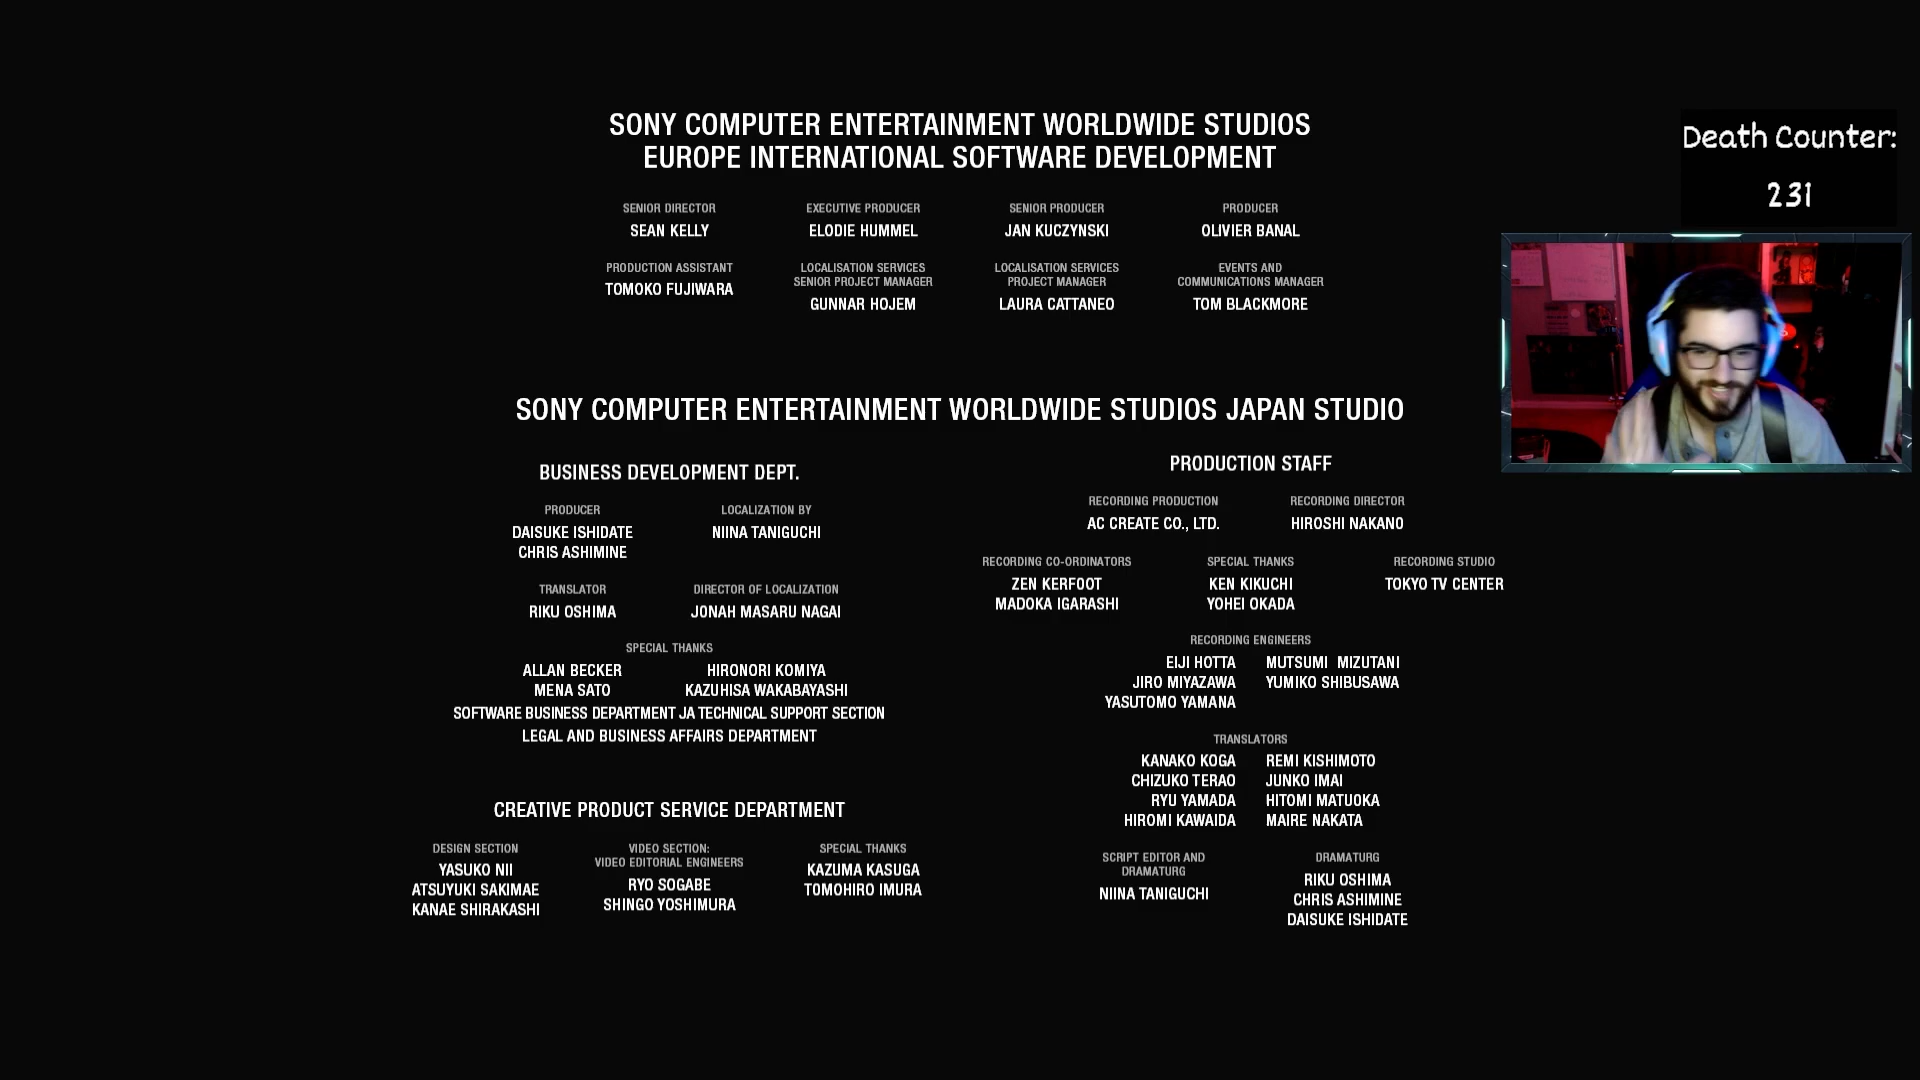 SONY COMPUTER ENTERTAINMENT WORLDWIDE STUDIOS
EUROPE INTERNATIONAL SOFTWARE DEVELOPMENT
SENIOR DIRECTOR
SEAN KELLY
EXECUTIVE PRODUCER
ELODIE HUMMEL
SENIOR PRODUCER
JAN KUCZYNSKI
PRODUCER
OLIVIER BANAL
PRODUCTION ASSISTANT
TOMOKO FUJIWARA
LOCALISATION SERVICES
SENIOR PROJECT MANAGER
GUNNAR HOJEM
LOCALISATION SERVICES
PROJECT MANAGER
LAURA CATTANEO
EVENTS AND
COMMUNICATIONS MANAGER
TOM BLACKMORE
Death Counter:
231
SONY COMPUTER ENTERTAINMENT WORLDWIDE STUDIOS JAPAN STUDIO
BUSINESS DEVELOPMENT DEPT.
PRODUCER
DAISUKE ISHIDATE
CHRIS ASHIMINE
LOCALIZATION BY
NIINA TANIGUCHI
TRANSLATOR
RIKU OSHIMA
DIRECTOR OF LOCALIZATION
JONAH MASARU NAGAI
SPECIAL THANKS
ALLAN BECKER
HIRONORI KOMIYA
MENA SATO
KAZUHISA WAKABAYASHI
SOFTWARE BUSINESS DEPARTMENT JA TECHNICAL SUPPORT SECTION
LEGAL AND BUSINESS AFFAIRS DEPARTMENT
CREATIVE PRODUCT SERVICE DEPARTMENT
DESIGN SECTION
YASUKO NII
ATSUYUKI SAKIMAE
KANAE SHIRAKASHI
VIDEO SECTION:
VIDEO EDITORIAL ENGINEERS
RYO SOGABE
SHINGO YOSHIMURA
SPECIAL THANKS
KAZUMA KASUGA
TOMOHIRO IMURA
PRODUCTION STAFF
RECORDING PRODUCTION
AC CREATE CO., LTD.
RECORDING DIRECTOR
HIROSHI NAKANO
RECORDING CO-ORDINATORS
ZEN KERFOOT
MADOKA IGARASHI
SPECIAL THANKS
KEN KIKUCHI
YOHEI OKADA
RECORDING STUDIO
TOKYO TV CENTER
RECORDING ENGINEERS
EIJI HOTTA
MUTSUMI MIZUTANI
JIRO MIYAZAWA
YUMIKO SHIBUSAWA
YASUTOMO YAMANA
TRANSLATORS
KANAKO KOGA
REMI KISHIMOTO
CHIZUKO TERAO
JUNKO IMAI
RYU YAMADA
HITOMI MATUOKA
HIROMI KAWAIDA
MAIRE NAKATA
SCRIPT EDITOR AND
DRAMATURG
NIINA TANIGUCHI
DRAMATURG
RIKU OSHIMA
CHRIS ASHIMINE
DAISUKE ISHIDATE